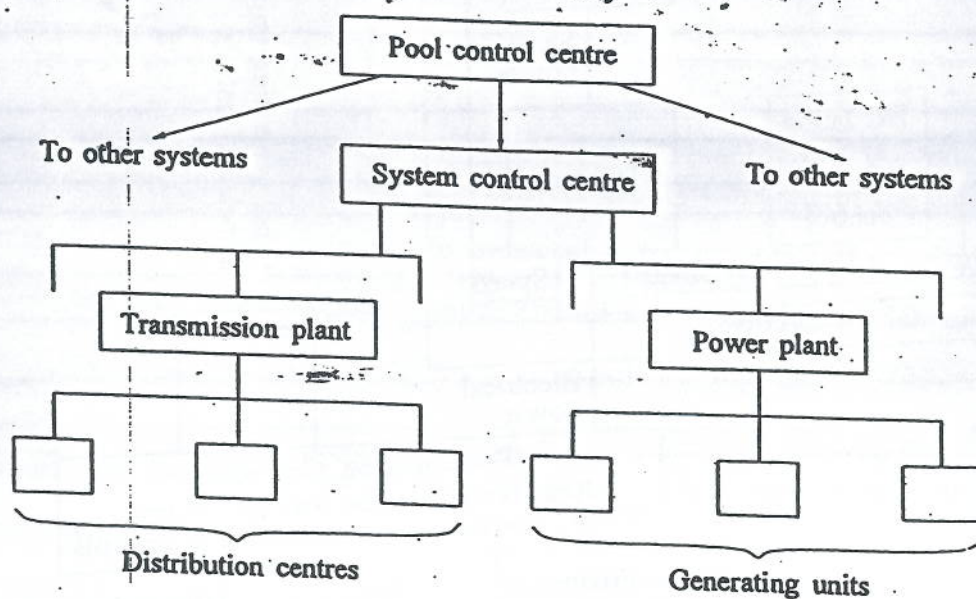 Pool control centre
To other systems
System control centre
To other systems
Transmission plant
Power plant
Distribution centres
Generating units